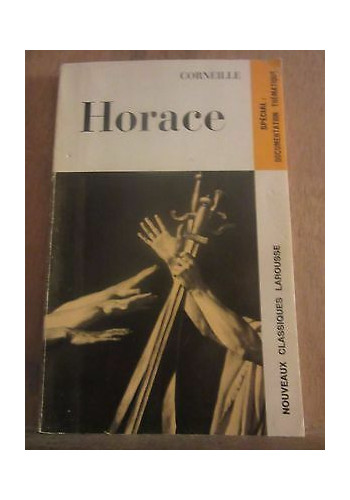 CORNEILLE
Horace
SPÉCIAL :
DOCUMENTATION THÉMATIQUE
NOUVEAUX CLASSIQUES LAROUSSE